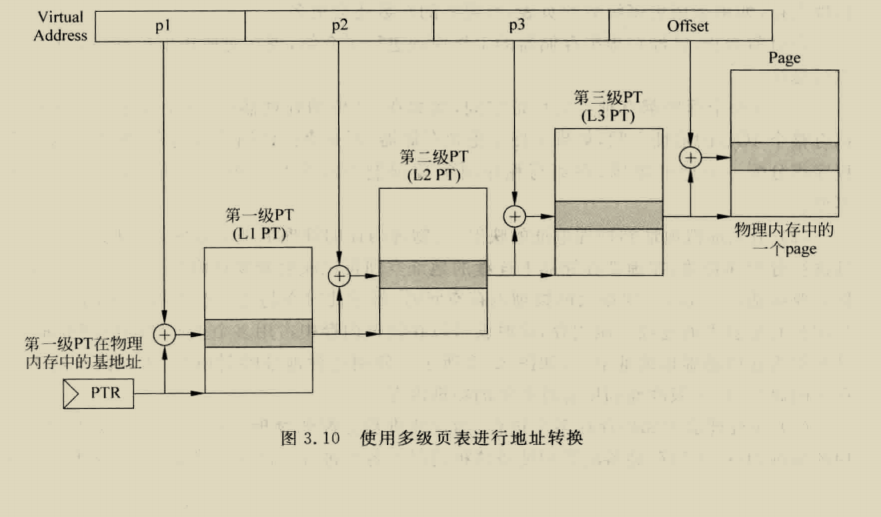 Virtual
Address
p1
p2
p3
Offset
Page
第三级PT
(L3 PT)
第二级PT
(L2 PT)
第一级PT
(L1 PT)
物理内存中的
一个page
第一级PT在物理
内存中的基地址
PTR
图 3.10 使用多级页表进行地址转换